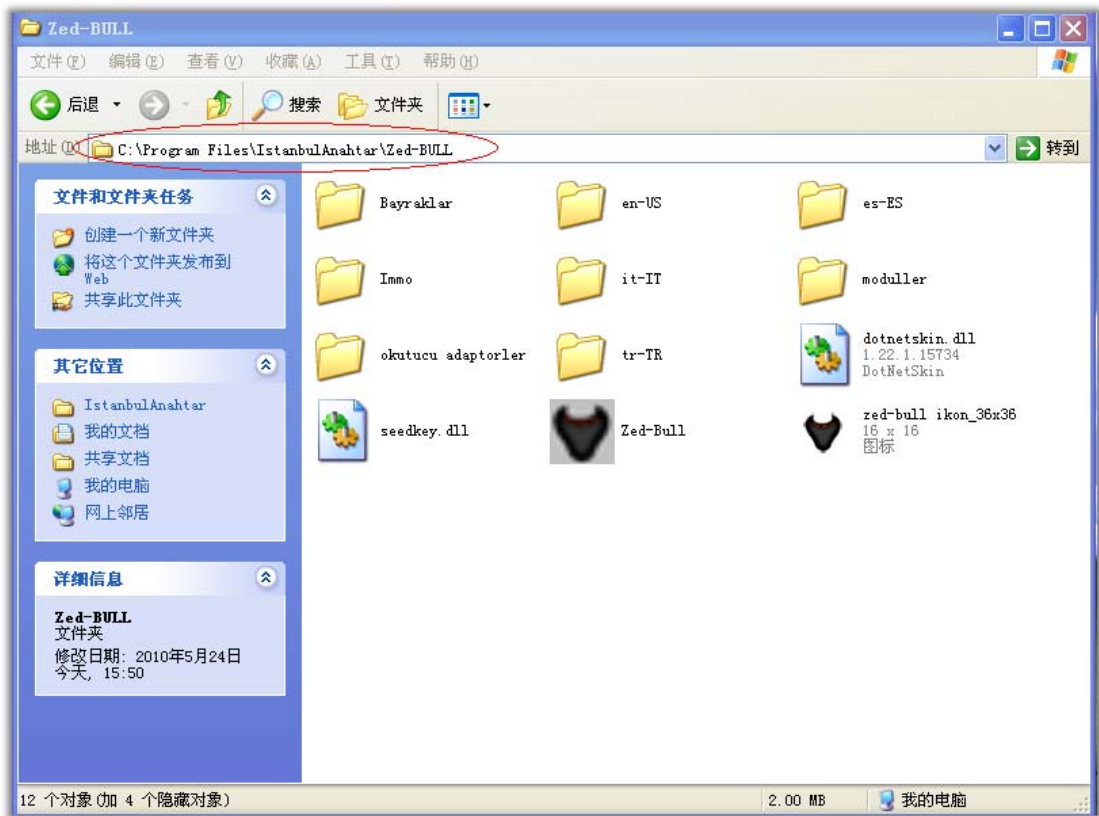 Zed-BULL
文件(F) 编辑(E) 查看(V) 收藏(A) 工具(T) 帮助(H)
后退 搜索 文件夹
地址(D) C:\Program Files\IstanbulAnahtar\Zed-BULL 转到
文件和文件夹任务
创建一个新文件夹
将这个文件夹发布到
Web
共享此文件夹
其它位置
IstanbulAnahtar
我的文档
共享文档
我的电脑
网上邻居
详细信息
Zed-BULL
文件夹
修改日期: 2010年5月24日
今天, 15:50
Bayraklar
en-US
es-ES
Immo
it-IT
moduller
okutucu adaptorler
tr-TR
dotnetskin.dll
1.22.1.15734
DotNetSkin
seedkey.dll
Zed-Bull
zed-bull ikon_36x36
16 x 16
图标
12 个对象(加 4 个隐藏对象) 2.00 MB 我的电脑